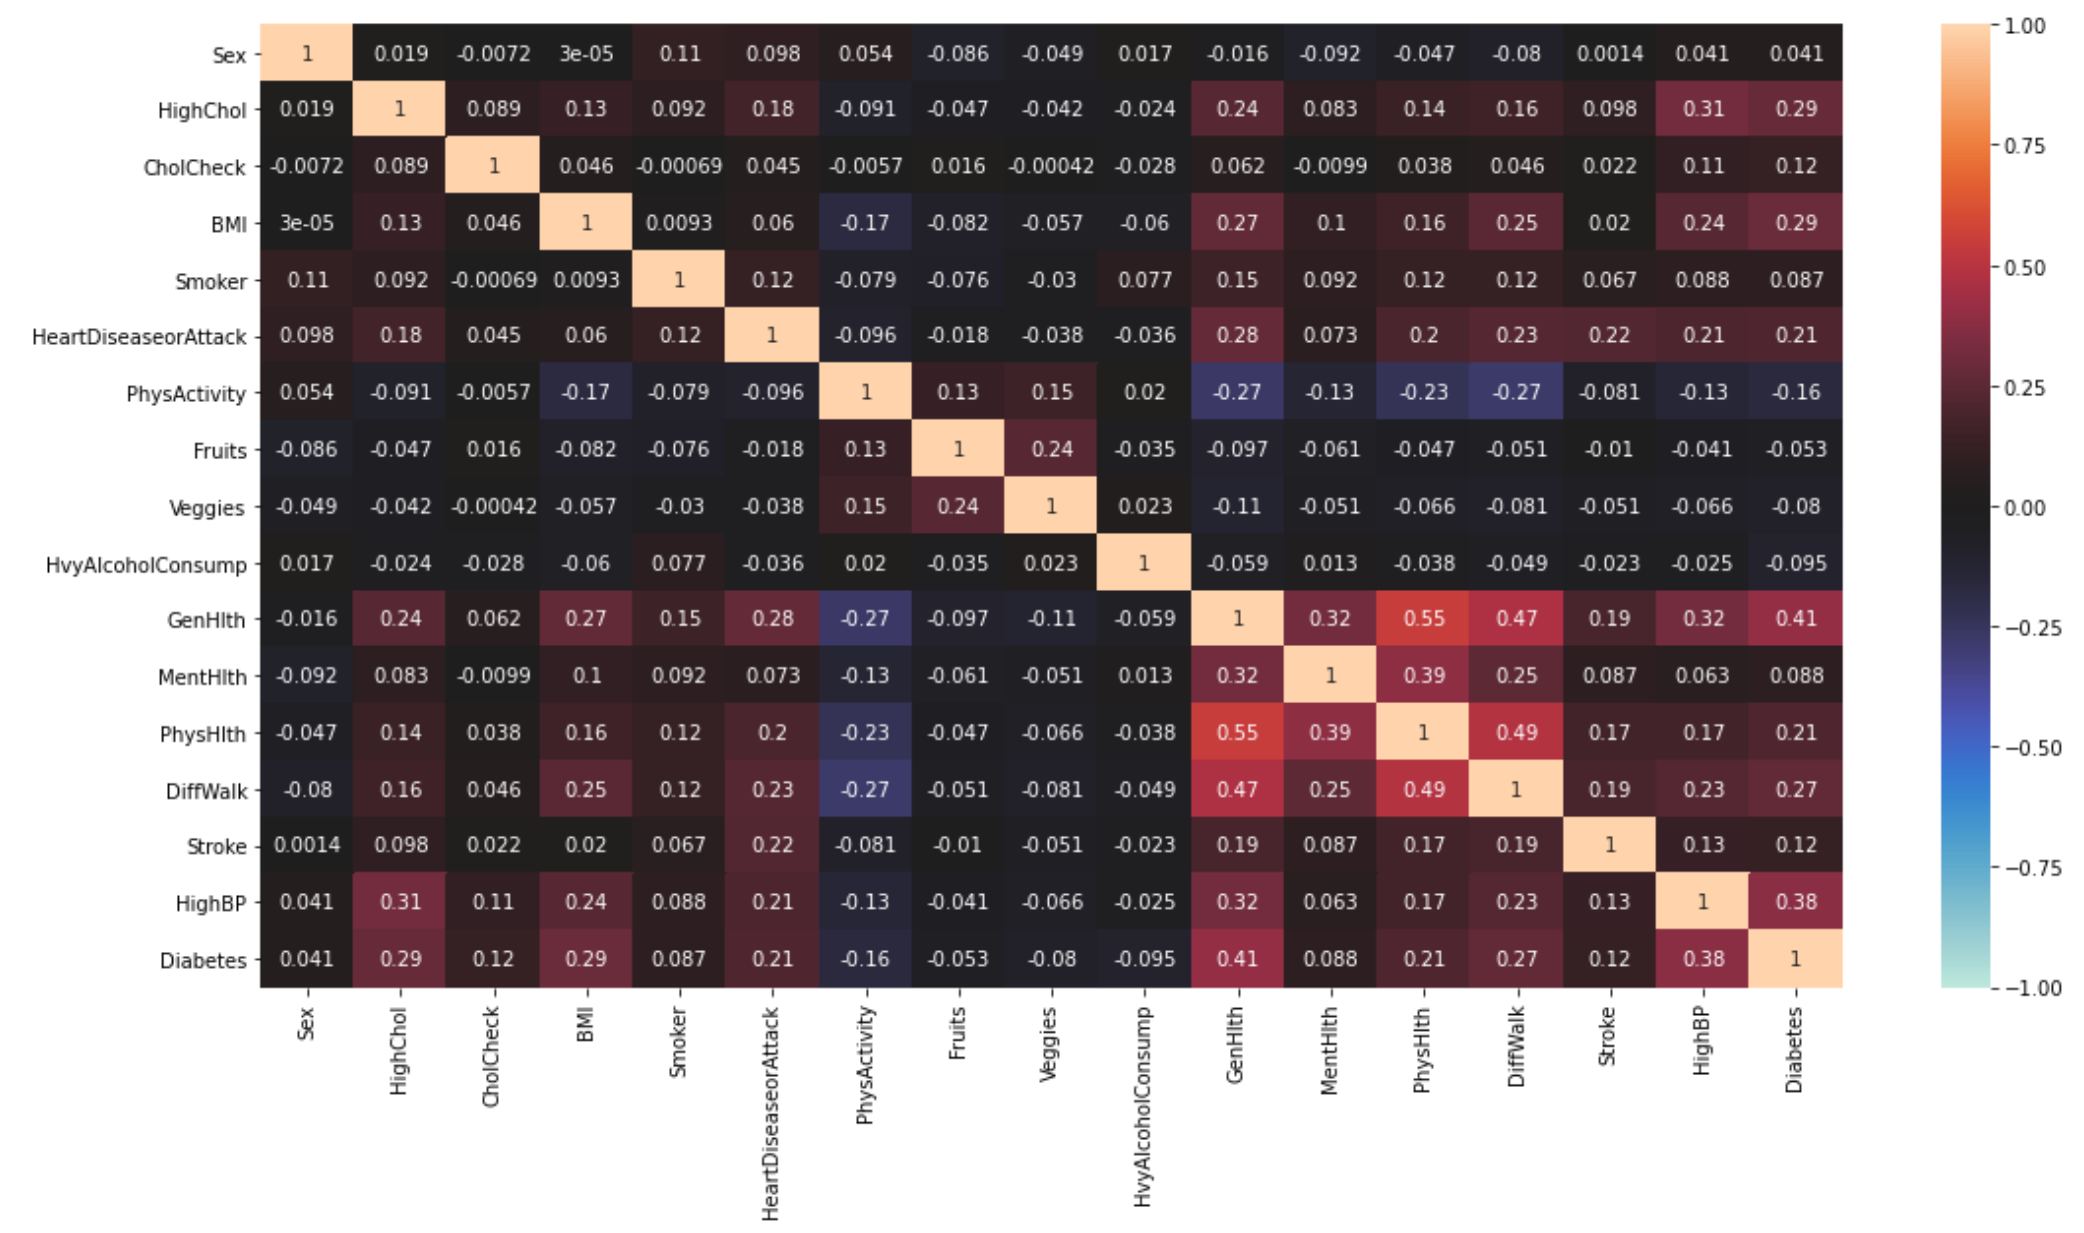 Sex 1 0.019 -0.0072 3e-05 0.11 0.098 0.054 -0.086 -0.049 0.017 -0.016 -0.092 -0.047 -0.08 0.0014 0.041 0.041
HighChol 0.019 1 0.089 0.13 0.092 0.18 -0.091 -0.047 -0.042 -0.024 0.24 0.083 0.14 0.16 0.098 0.31 0.29
CholCheck -0.0072 0.089 1 0.046 -0.00069 0.045 -0.0057 0.016 -0.00042 -0.028 0.062 -0.0099 0.038 0.046 0.022 0.11 0.12
BMI 3e-05 0.13 0.046 1 0.0093 0.06 -0.17 -0.082 -0.057 -0.06 0.27 0.1 0.16 0.25 0.02 0.24 0.29
Smoker 0.11 0.092 -0.00069 0.0093 1 0.12 -0.079 -0.076 -0.03 0.077 0.15 0.092 0.12 0.12 0.067 0.088 0.087
HeartDiseaseorAttack 0.098 0.18 0.045 0.06 0.12 1 -0.096 -0.018 -0.038 -0.036 0.28 0.073 0.2 0.23 0.22 0.21 0.21
PhysActivity 0.054 -0.091 -0.0057 -0.17 -0.079 -0.096 1 0.13 0.15 0.02 -0.27 -0.13 -0.23 -0.27 -0.081 -0.13 -0.16
Fruits -0.086 -0.047 0.016 -0.082 -0.076 -0.018 0.13 1 0.24 -0.035 -0.097 -0.061 -0.047 -0.051 -0.01 -0.041 -0.053
Veggies -0.049 -0.042 -0.00042 -0.057 -0.03 -0.038 0.15 0.24 1 0.023 -0.11 -0.051 -0.066 -0.081 -0.051 -0.066 -0.08
HvyAlcoholConsump 0.017 -0.024 -0.028 -0.06 0.077 -0.036 0.02 -0.035 0.023 1 -0.059 0.013 -0.038 -0.049 -0.023 -0.025 -0.095
GenHlth -0.016 0.24 0.062 0.27 0.15 0.28 -0.27 -0.097 -0.11 -0.059 1 0.32 0.55 0.47 0.19 0.32 0.41
MentHlth -0.092 0.083 -0.0099 0.1 0.092 0.073 -0.13 -0.061 -0.051 0.013 0.32 1 0.39 0.25 0.087 0.063 0.088
PhysHlth -0.047 0.14 0.038 0.16 0.12 0.2 -0.23 -0.047 -0.066 -0.038 0.55 0.39 1 0.49 0.17 0.17 0.21
DiffWalk -0.08 0.16 0.046 0.25 0.12 0.23 -0.27 -0.051 -0.081 -0.049 0.47 0.25 0.49 1 0.19 0.23 0.27
Stroke 0.0014 0.098 0.022 0.02 0.067 0.22 -0.081 -0.01 -0.051 -0.023 0.19 0.087 0.17 0.19 1 0.13 0.12
HighBP 0.041 0.31 0.11 0.24 0.088 0.21 -0.13 -0.041 -0.066 -0.025 0.32 0.063 0.17 0.23 0.13 1 0.38
Diabetes 0.041 0.29 0.12 0.29 0.087 0.21 -0.16 -0.053 -0.08 -0.095 0.41 0.088 0.21 0.27 0.12 0.38 1
Sex
HighChol
CholCheck
BMI
Smoker
HeartDiseaseorAttack
PhysActivity
Fruits
Veggies
HvyAlcoholConsump
GenHlth
MentHlth
PhysHlth
DiffWalk
Stroke
HighBP
Diabetes
1.00
0.75
0.50
0.25
0.00
−0.25
−0.50
−0.75
−1.00